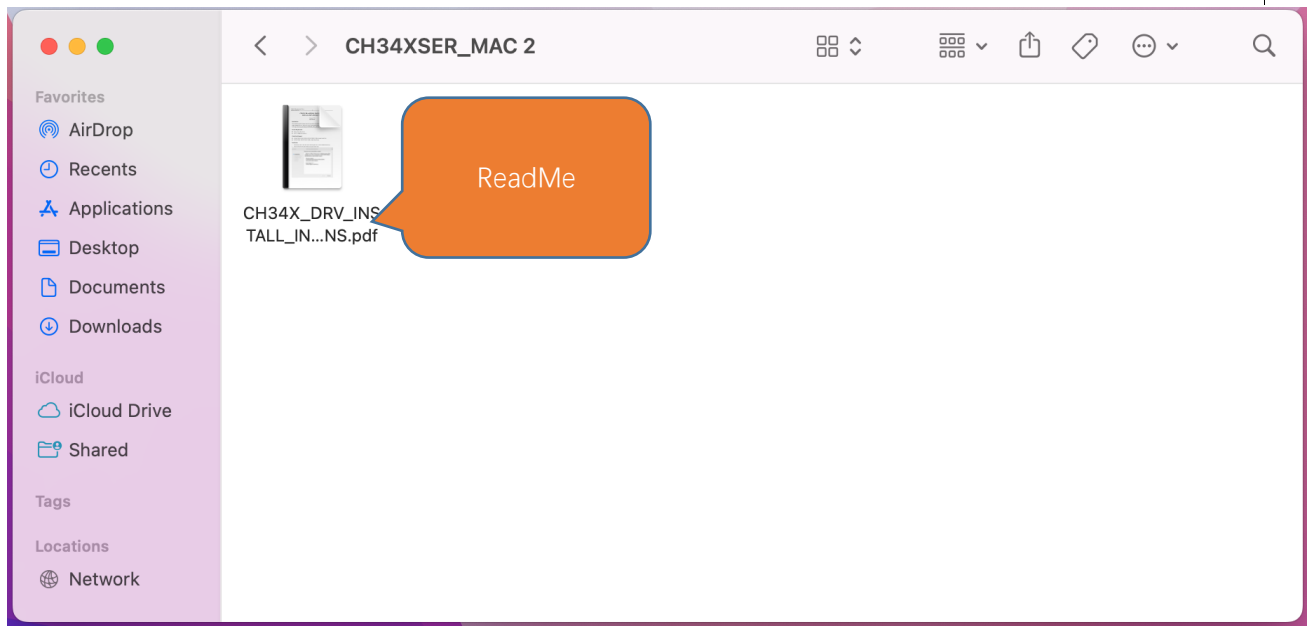 CH34XSER_MAC 2
Favorites
AirDrop
Recents
Applications
Desktop
Documents
Downloads
iCloud
iCloud Drive
Shared
Tags
Locations
Network
CH34X_DRV_INS
TALL_IN...NS.pdf
ReadMe